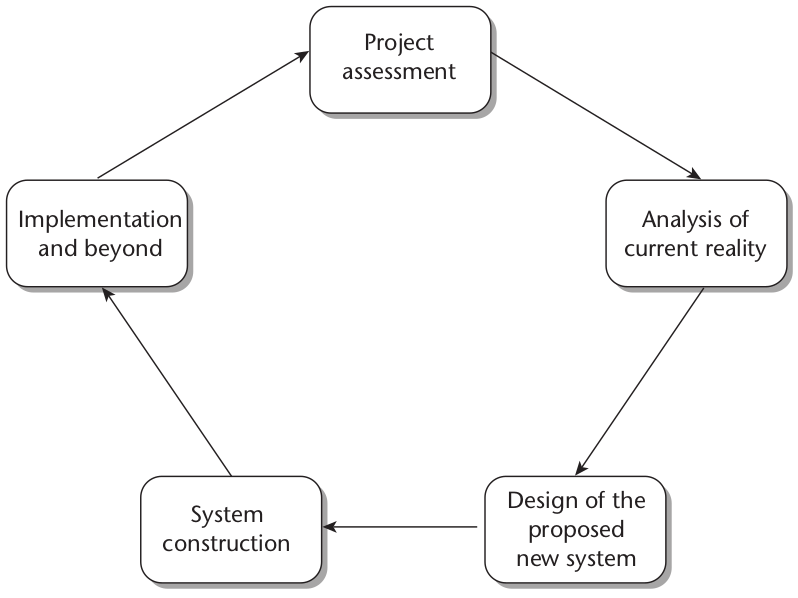 Project
assessment
Analysis of
current reality
Design of the
proposed
new system
System
construction
Implementation
and beyond